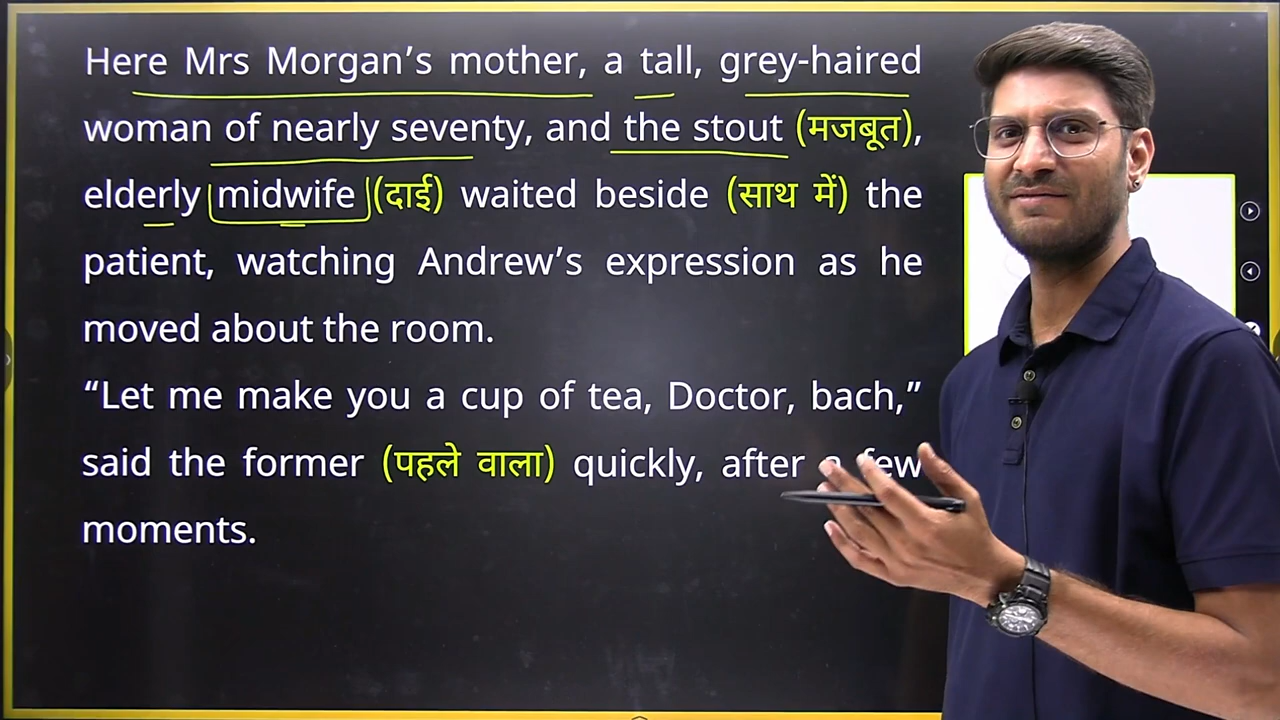 Here Mrs Morgan’s mother, a tall, grey-haired
woman of nearly seventy, and the stout (मजबूत),
elderly midwife (दाई) waited beside (साथ में) the
patient, watching Andrew’s expression as he
moved about the room.
“Let me make you a cup of tea, Doctor, bach,”
said the former (पहले वाला) quickly, after a few
moments.